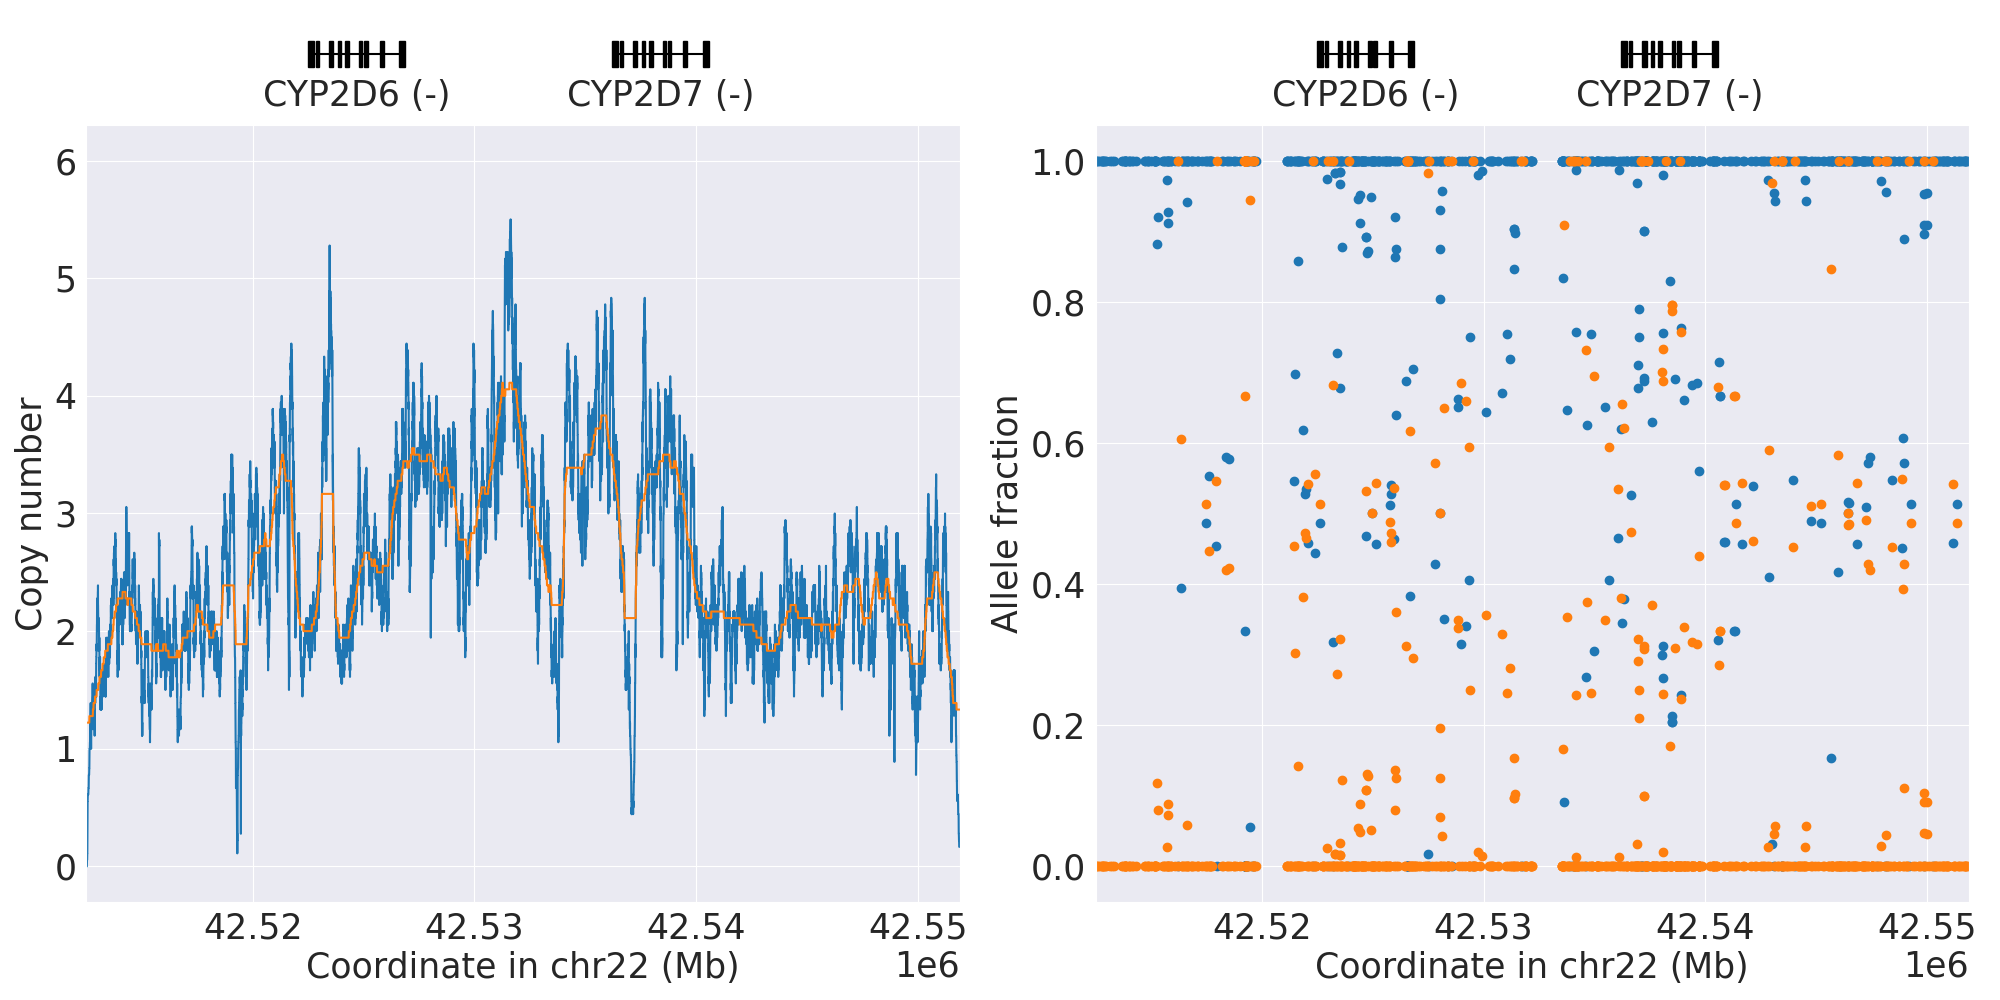 CYP2D6 (-) CYP2D7 (-)
6
5
4
3
2
1
0
Copy number
42.52 42.53 42.54 42.55
Coordinate in chr22 (Mb) 1e6
CYP2D6 (-) CYP2D7 (-)
1.0
0.8
0.6
0.4
0.2
0.0
Allele fraction
42.52 42.53 42.54 42.55
Coordinate in chr22 (Mb) 1e6